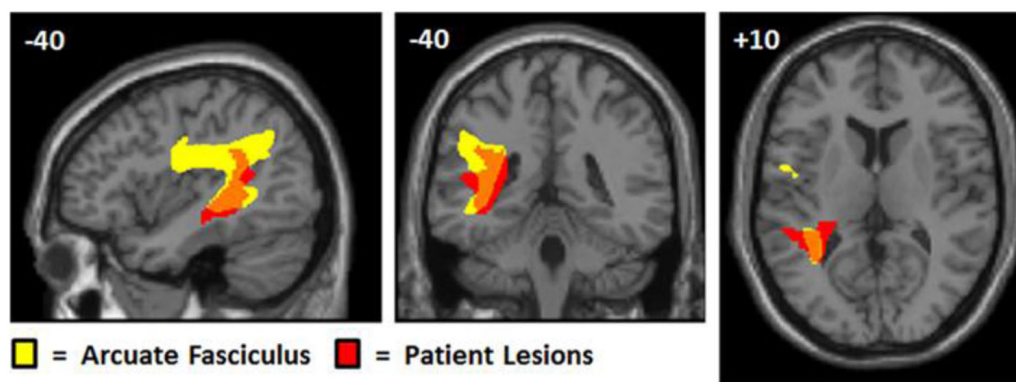 -40
-40
+10
= Arcuate Fasciculus
= Patient Lesions